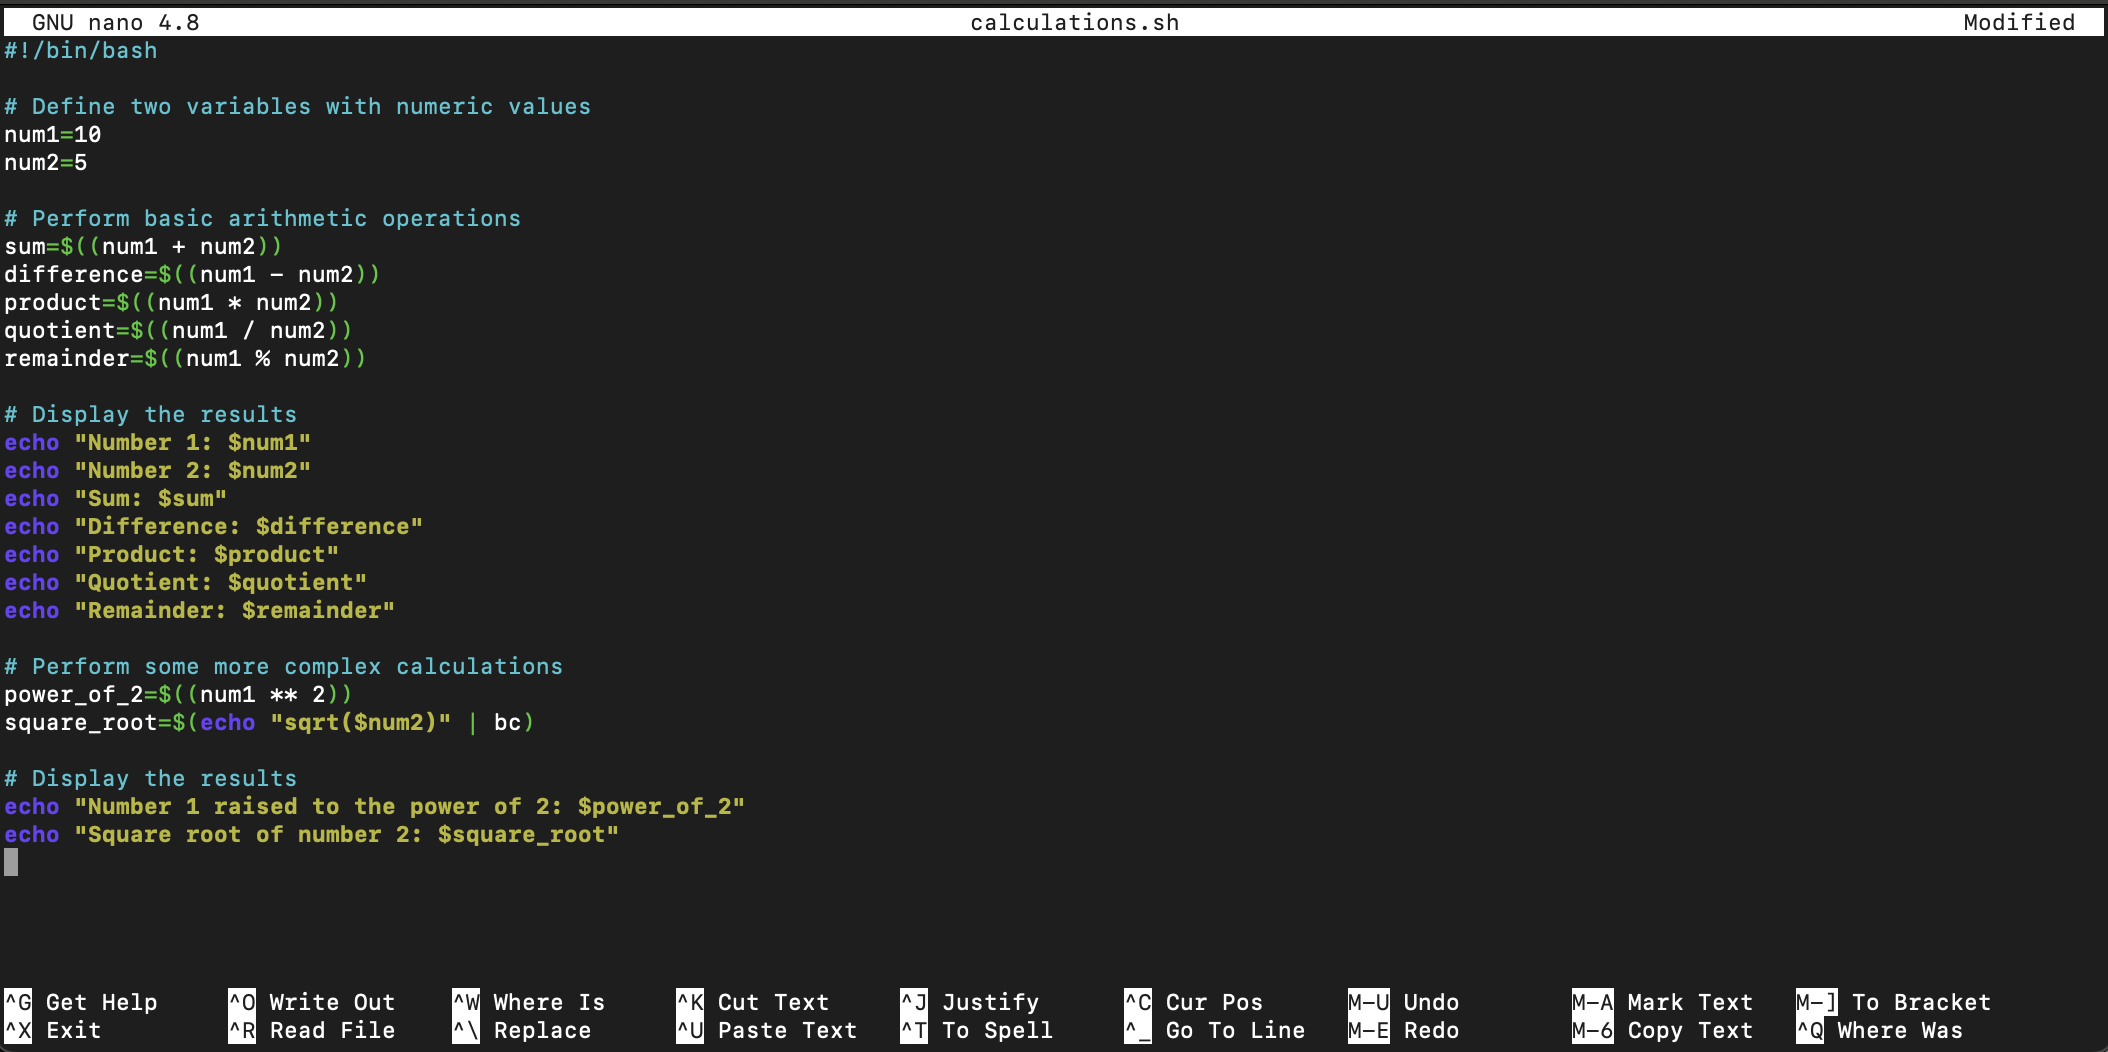 GNU nano 4.8 calculations.sh Modified
#!/bin/bash

# Define two variables with numeric values
num1=10
num2=5

# Perform basic arithmetic operations
sum=$((num1 + num2))
difference=$((num1 - num2))
product=$((num1 * num2))
quotient=$((num1 / num2))
remainder=$((num1 % num2))

# Display the results
echo "Number 1: $num1"
echo "Number 2: $num2"
echo "Sum: $sum"
echo "Difference: $difference"
echo "Product: $product"
echo "Quotient: $quotient"
echo "Remainder: $remainder"

# Perform some more complex calculations
power_of_2=$((num1 ** 2))
square_root=$(echo "sqrt($num2)" | bc)

# Display the results
echo "Number 1 raised to the power of 2: $power_of_2"
echo "Square root of number 2: $square_root"

^G Get Help ^O Write Out ^W Where Is ^K Cut Text ^J Justify ^C Cur Pos M-U Undo M-A Mark Text M-] To Bracket
^X Exit ^R Read File ^\ Replace ^U Paste Text ^T To Spell ^_ Go To Line M-E Redo M-6 Copy Text ^Q Where Was